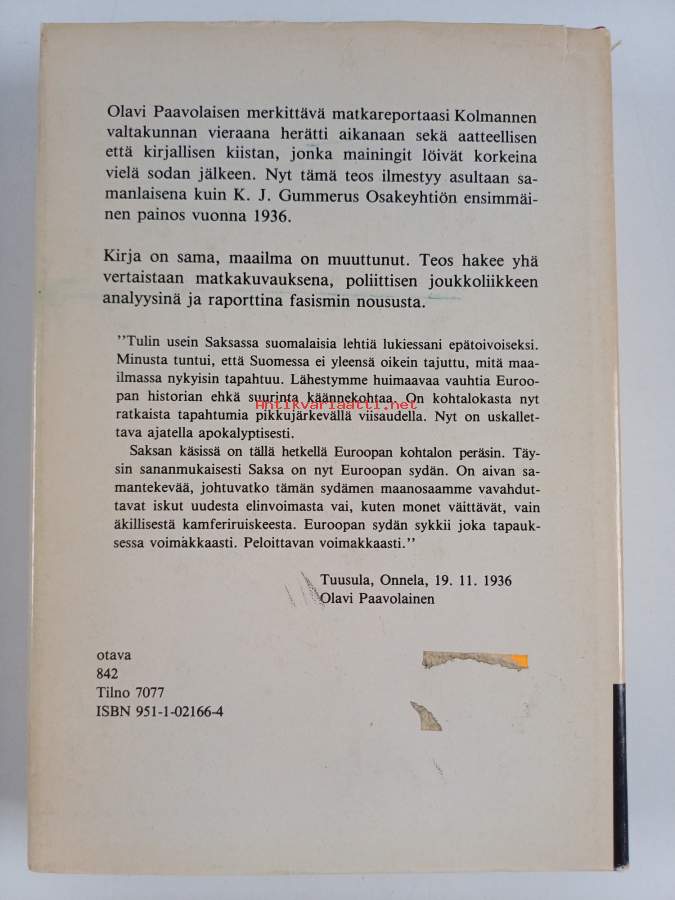 Olavi Paavolaisen merkittävä matkareportaasi Kolmannen
valtakunnan vieraana herätti aikanaan sekä aatteellisen
että kirjallisen kiistan, jonka mainingit löivät korkeina
vielä sodan jälkeen. Nyt tämä teos ilmestyy asultaan sa-
manlaisena kuin K. J. Gummerus Osakeyhtiön ensimmäi-
nen painos vuonna 1936.
Kirja on sama, maailma on muuttunut. Teos hakee yhä
vertaistaan matkakuvauksena, poliittisen joukkoliikkeen
analyysinä ja raporttina fasismin noususta.
''Tulin usein Saksassa suomalaisia lehtiä lukiessani epätoivoiseksi.
Minusta tuntui, että Suomessa ei yleensä oikein tajuttu, mitä maa-
ilmassa nykyisin tapahtuu. Lähestymme huimaavaa vauhtia Euroo-
pan historian ehkä suurinta käännekohtaa. On kohtalokasta nyt
Antikvariaatti.net
ratkaista tapahtumia pikkujärkevällä viisaudella. Nyt on uskallet-
tava ajatella apokalyptisesti.
Saksan käsissä on tällä hetkellä Euroopan kohtalon peräsin. Täy-
sin sananmukaisesti Saksa on nyt Euroopan sydän. On aivan sa-
mantekevää, johtuvatko tämän sydämen maanosaamme vavahdut-
tavat iskut uudesta elinvoimasta vai, kuten monet väittävät, vain
äkillisestä kamferiruiskeesta. Euroopan sydän sykkii joka tapauk-
sessa voimakkaasti. Peloittavan voimakkaasti.''
Tuusula, Onnela, 19. 11. 1936
Olavi Paavolainen
otava
842
Tilno 7077
ISBN 951-1-02166-4